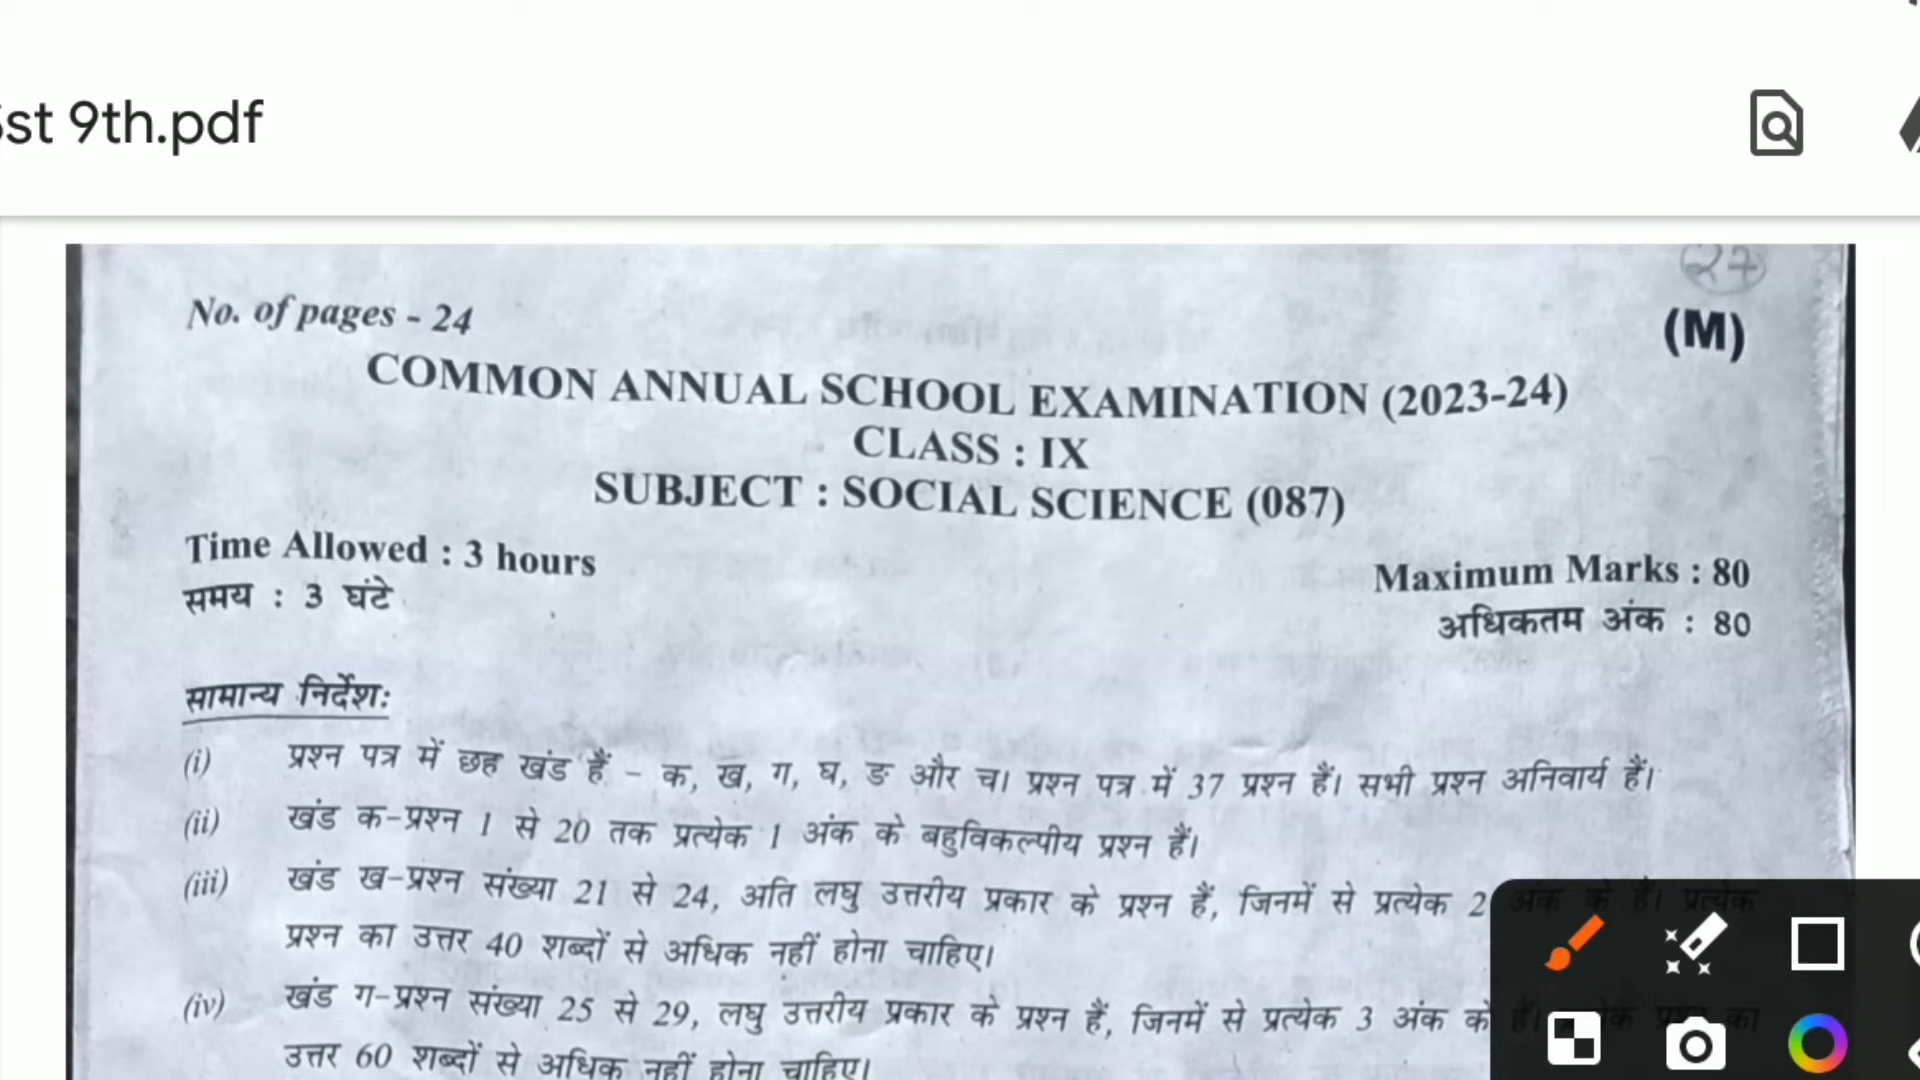 st 9th.pdf
27
No. of pages - 24
(M)
COMMON ANNUAL SCHOOL EXAMINATION (2023-24)
CLASS : IX
SUBJECT : SOCIAL SCIENCE (087)
Time Allowed : 3 hours
Maximum Marks : 80
समय : 3 घंटे
अधिकतम अंक : 80
सामान्य निर्देश:
(i) प्रश्न पत्र में छह खंड हैं - क, ख, ग, घ, ङ और च। प्रश्न पत्र में 37 प्रश्न हैं। सभी प्रश्न अनिवार्य हैं।
(ii) खंड क-प्रश्न 1 से 20 तक प्रत्येक 1 अंक के बहुविकल्पीय प्रश्न हैं।
(iii) खंड ख-प्रश्न संख्या 21 से 24, अति लघु उत्तरीय प्रकार के प्रश्न हैं, जिनमें से प्रत्येक 2 अंक के हैं। प्रत्येक
प्रश्न का उत्तर 40 शब्दों से अधिक नहीं होना चाहिए।
(iv) खंड ग-प्रश्न संख्या 25 से 29, लघु उत्तरीय प्रकार के प्रश्न हैं, जिनमें से प्रत्येक 3 अंक के हैं। का
उत्तर 60 शब्दों से अधिक नहीं होना चाहिए।